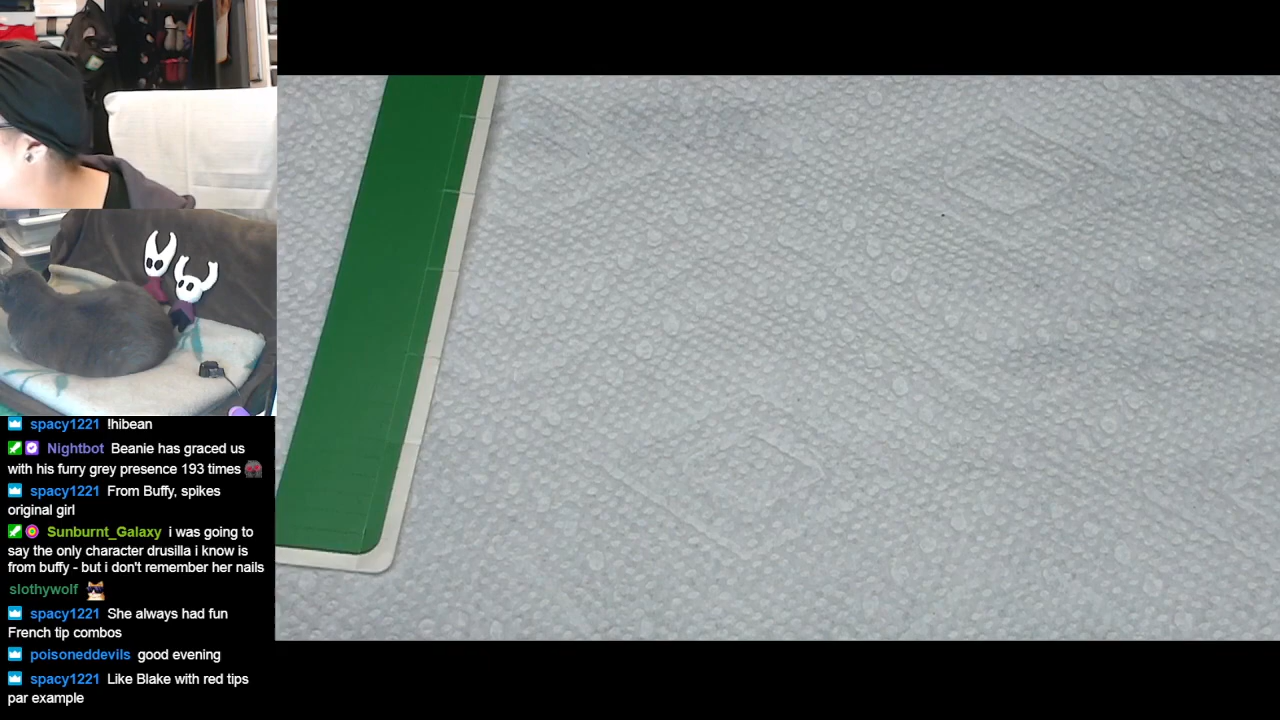 spacy1221 !hibean
Nightbot Beanie has graced us
with his furry grey presence 193 times
spacy1221 From Buffy, spikes
original girl
Sunburnt_Galaxy i was going to
say the only character drusilla i know is
from buffy - but i don't remember her nails
slothywolf
spacy1221 She always had fun
French tip combos
poisoneddevils good evening
spacy1221 Like Blake with red tips
par example